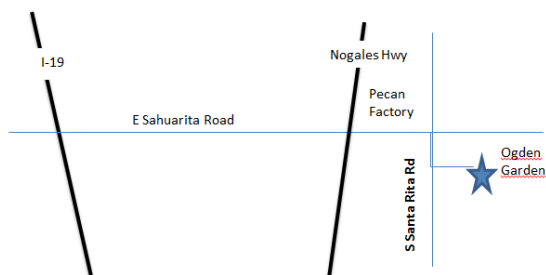 I-19
Nogales Hwy
Pecan
Factory
E Sahuarita Road
Ogden
Garden
S Santa Rita Rd